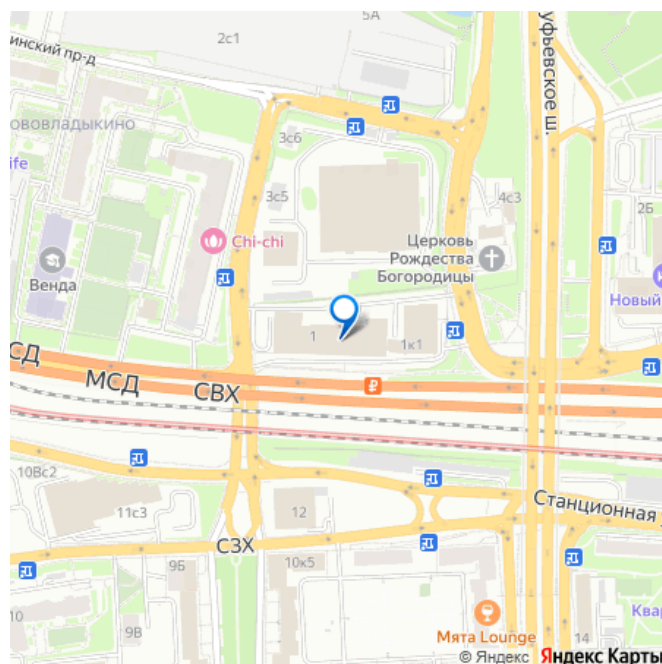 5А
2с1
инский пр-д
уфьевское ш.
ововладыкино
3с6
ife
3с5
4с3
2Б
Chi-chi
Церковь
Рождества
Богородицы
Венда
Новый
1
1к1
СД
МСД
СВХ
₽
10Вс2
11с3
12
Станционная
СЗХ
10к5
9Б
10
9В
Мята Lounge
14
Квар
© Яндекс Яндекс Карты